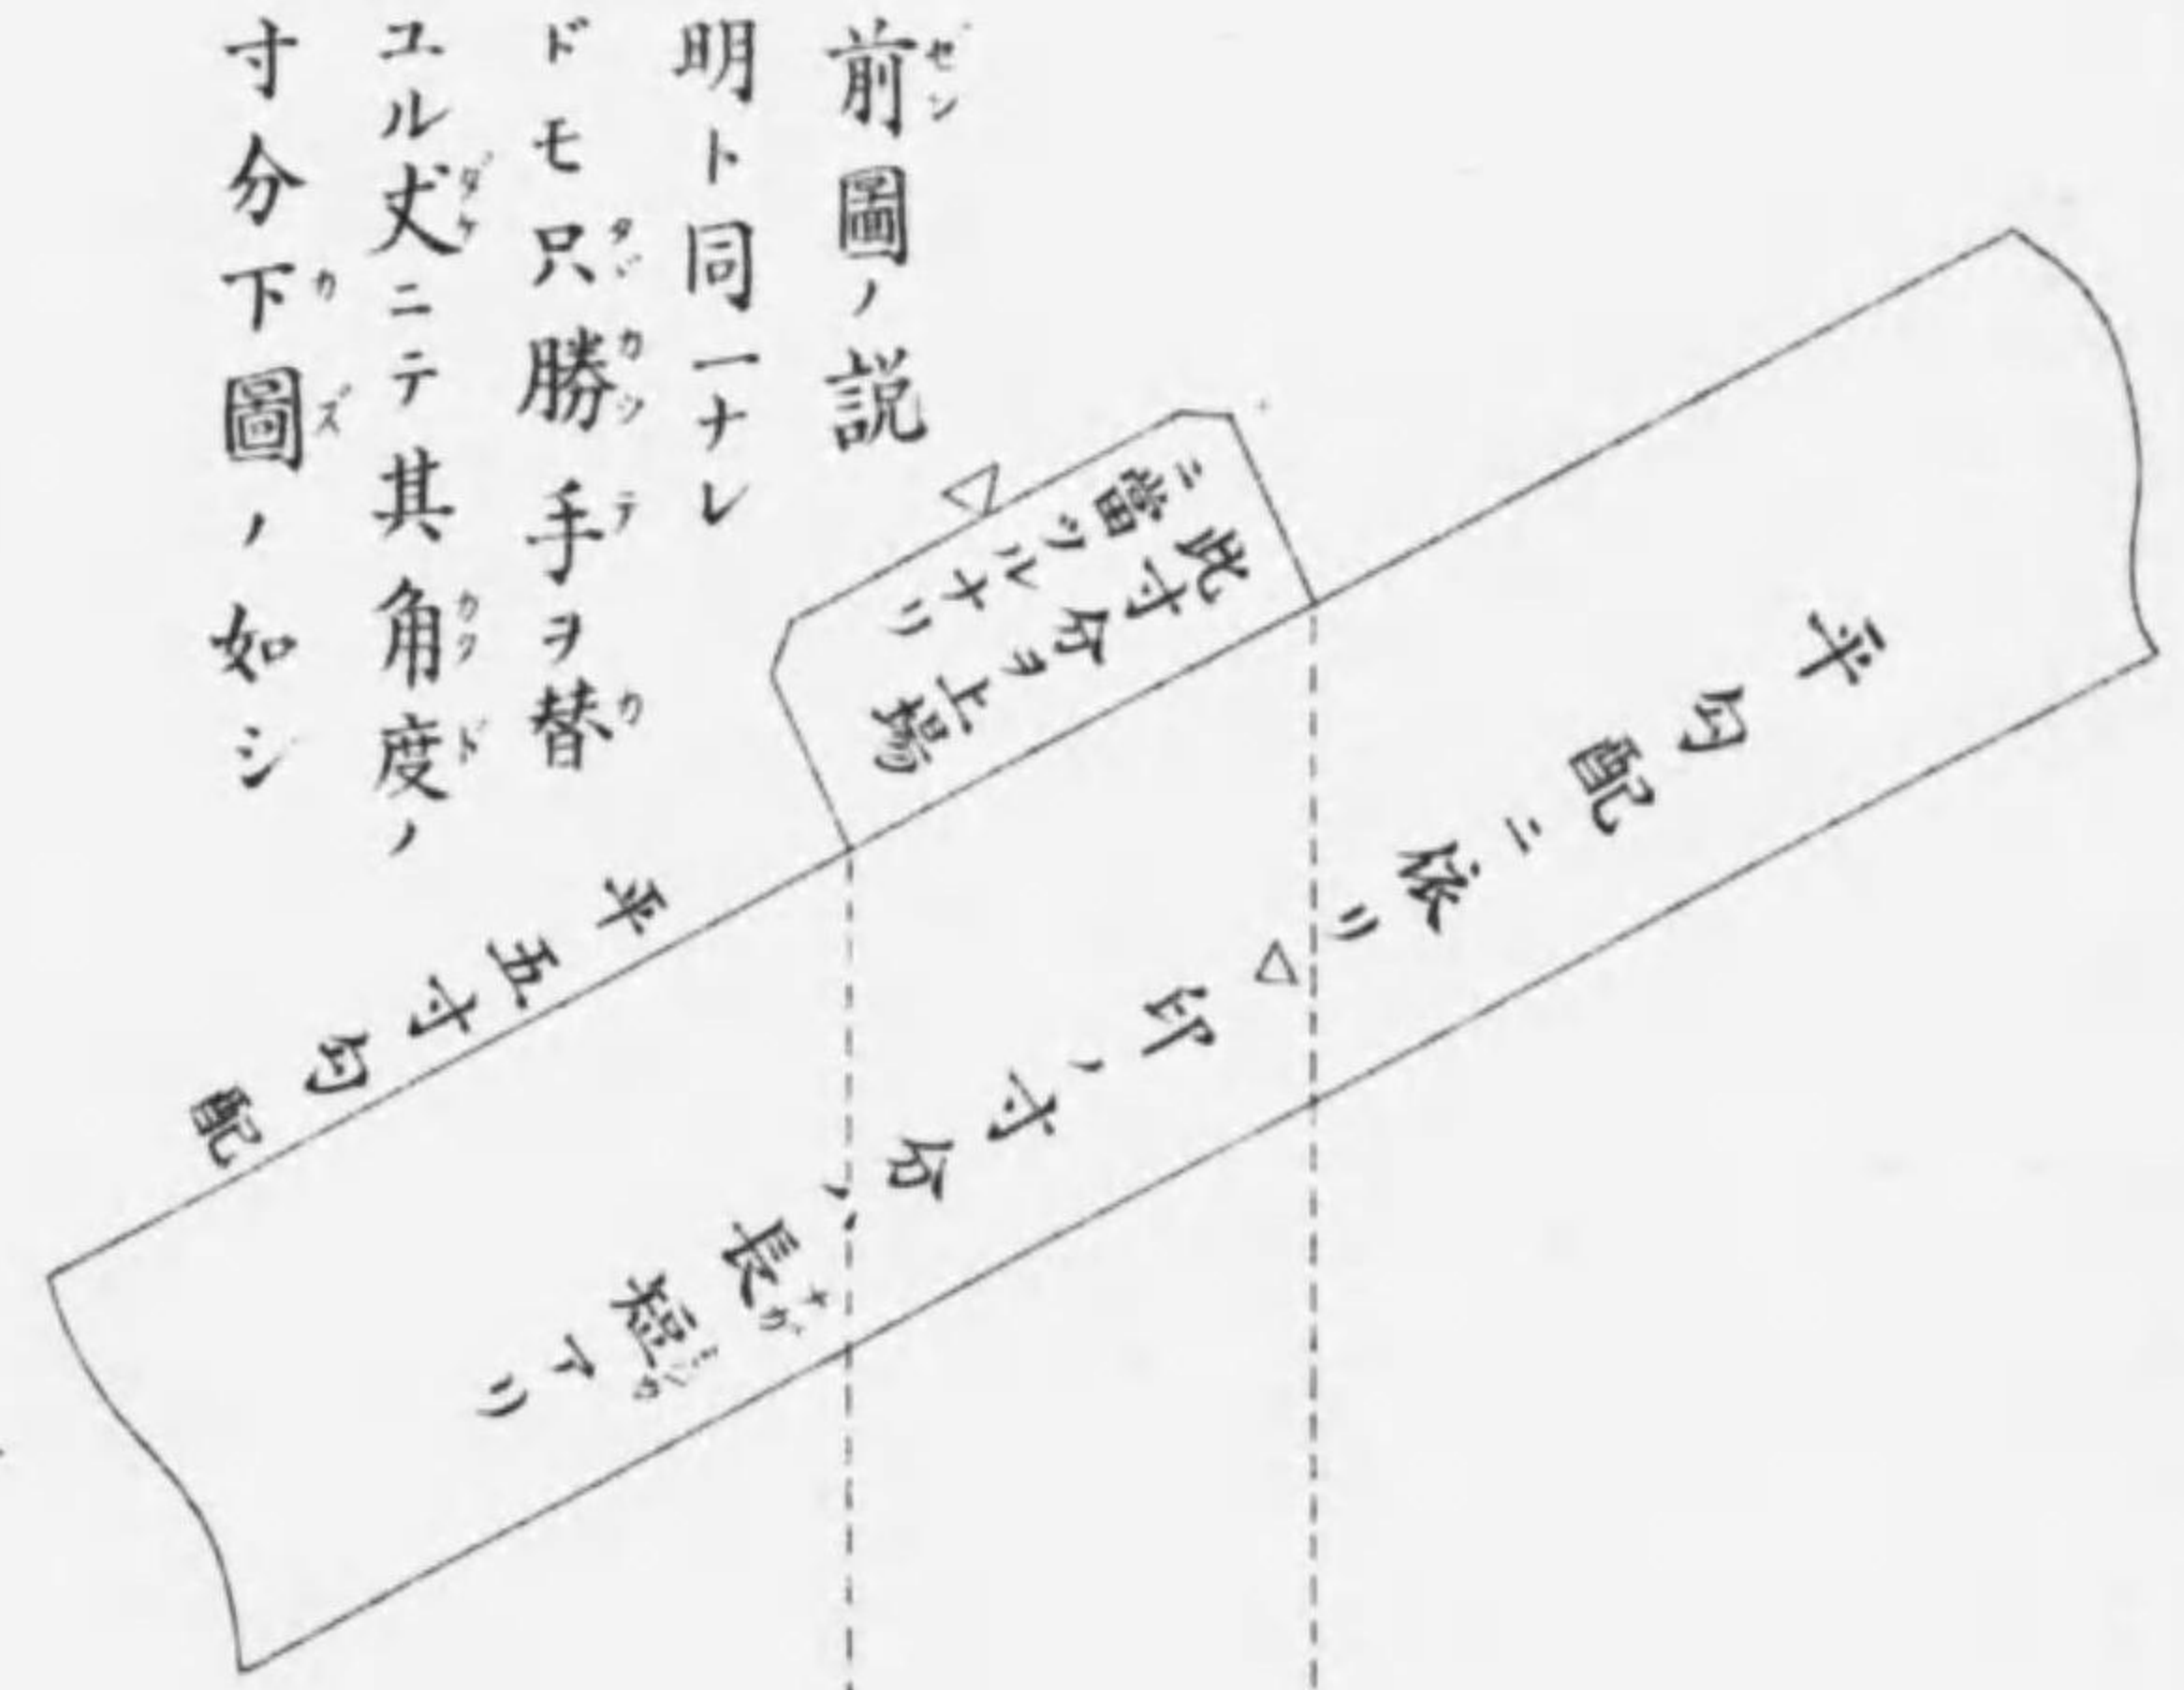 前圖ノ説
明ト同一ナレ
ドモ只勝手ヲ替
ユル丈ニテ其角度ノ
寸分下圖ノ如シ
此寸分ヲ上場
ニ當ツルナリ
平五寸勾配
平勾配ニ依リ▽印ノ寸分ノ長短アリ